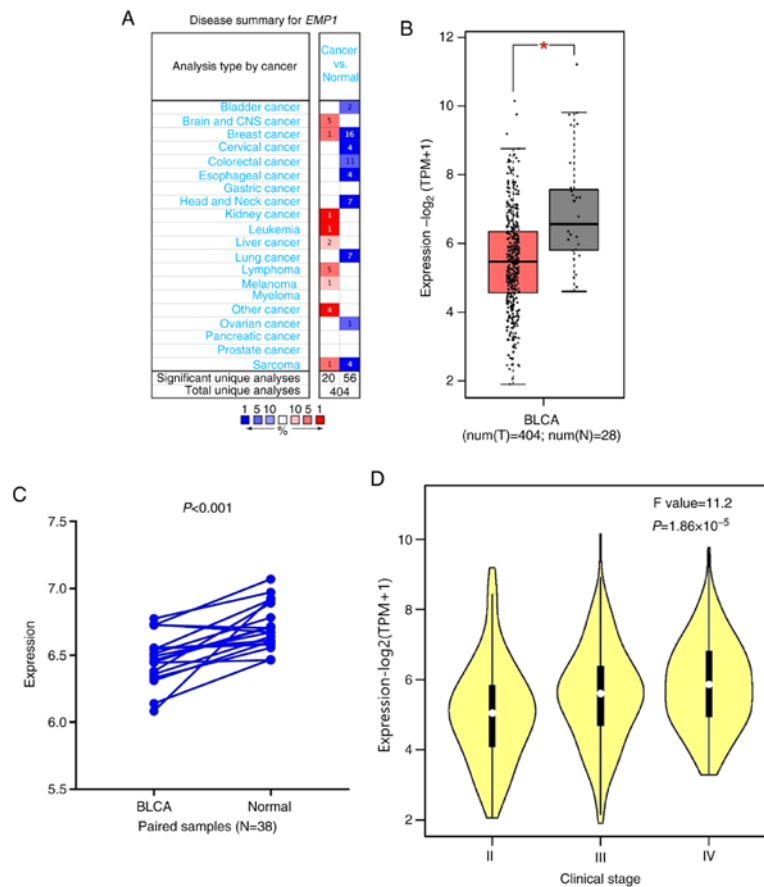 A
Disease summary for EMP1
Analysis type by cancer
Cancer
vs.
Normal
Bladder cancer 2
Brain and CNS cancer 5
Breast cancer 1 16
Cervical cancer 4
Colorectal cancer 11
Esophageal cancer 4
Gastric cancer
Head and Neck cancer 7
Kidney cancer 1
Leukemia 1
Liver cancer 2
Lung cancer 7
Lymphoma 5
Melanoma 1
Myeloma
Other cancer 4
Ovarian cancer 1
Pancreatic cancer
Prostate cancer
Sarcoma 1 4
Significant unique analyses 20 56
Total unique analyses 404
1 5 10 10 5 1
%
B
*
12
10
8
6
4
2
Expression –log2 (TPM+1)
BLCA
(num(T)=404; num(N)=28)
C
P<0.001
7.5
7.0
6.5
6.0
5.5
Expression
BLCA Normal
Paired samples (N=38)
D
F value=11.2
P=1.86×10−5
10
8
6
4
2
Expression-log2(TPM+1)
II III IV
Clinical stage